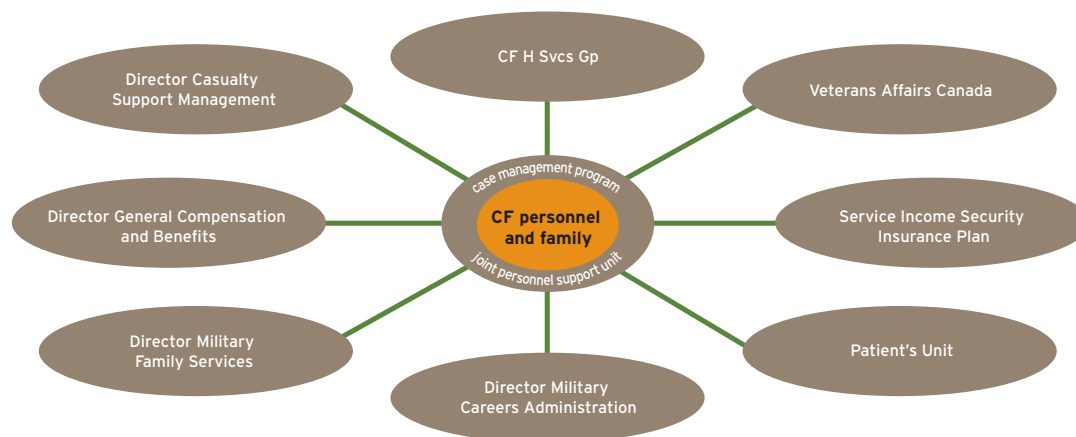 CF H Svcs Gp
Director Casualty
Support Management
Veterans Affairs Canada
case management program
CF personnel
and family
joint personnel support unit
Director General Compensation
and Benefits
Service Income Security
Insurance Plan
Director Military
Family Services
Patient's Unit
Director Military
Careers Administration